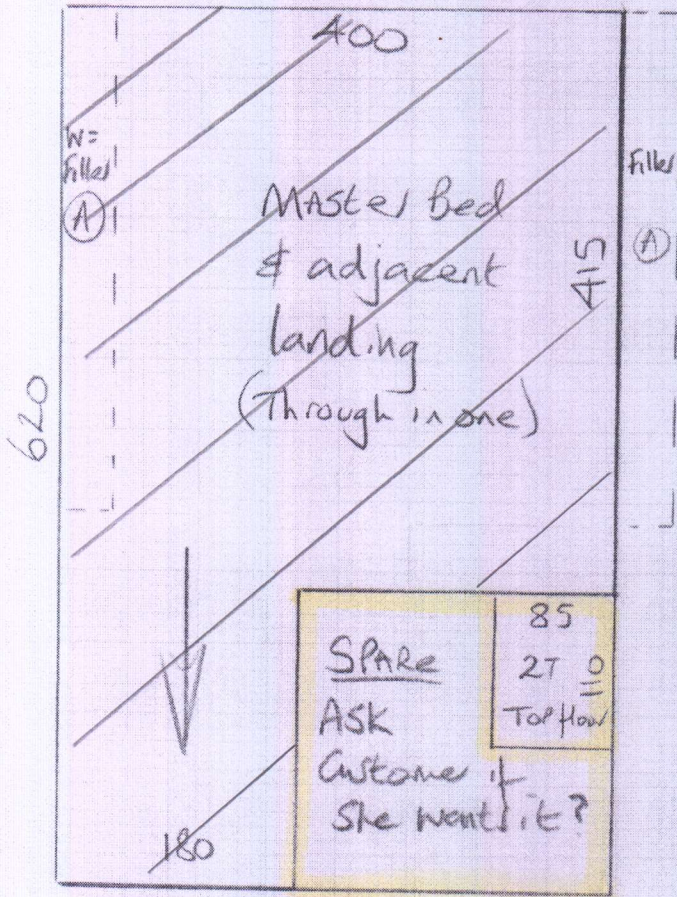 400
W=
Filler
A
Filler
A
Master Bed
& adjacent
landing
(Through in one)
415
620
SPARE
ASK
Customer if
She wants it?
85
2T
110
Top
180